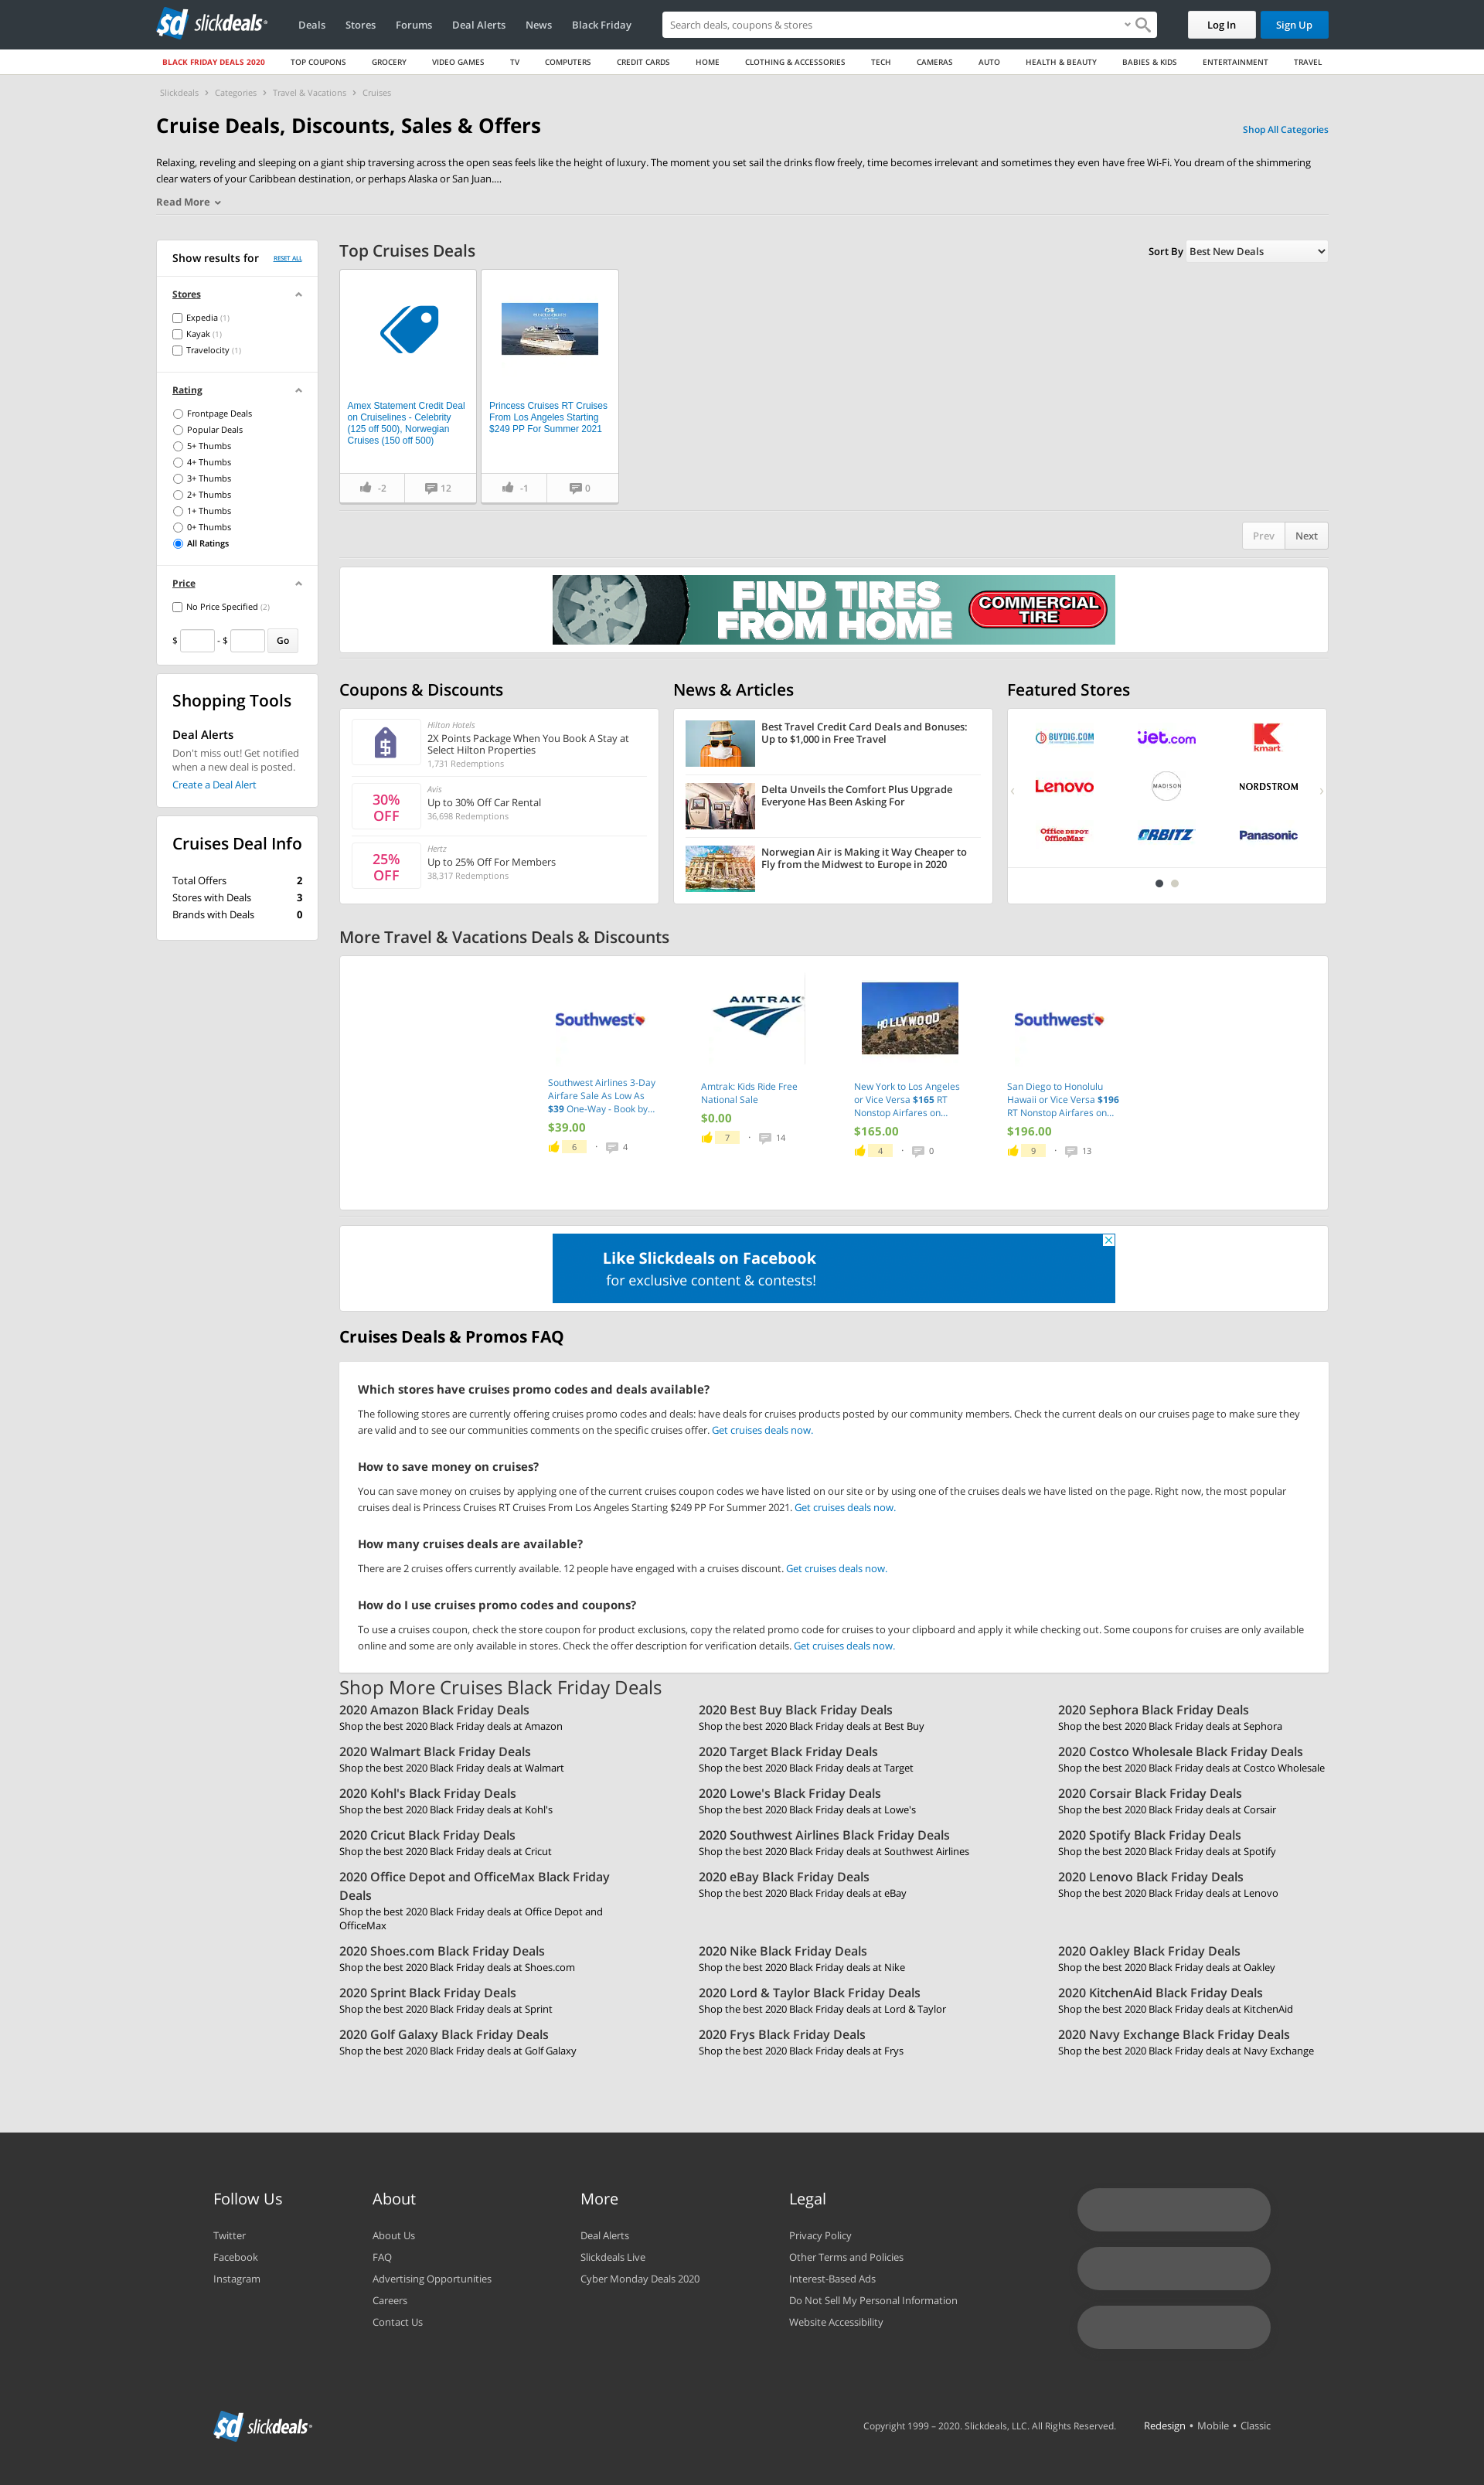 slickdeals
Deals Stores Forums Deal Alerts News Black Friday
Search deals, coupons & stores
Log In
Sign Up
BLACK FRIDAY DEALS 2020 TOP COUPONS GROCERY VIDEO GAMES TV COMPUTERS CREDIT CARDS HOME CLOTHING & ACCESSORIES TECH CAMERAS AUTO HEALTH & BEAUTY BABIES & KIDS ENTERTAINMENT TRAVEL
Slickdeals > Categories > Travel & Vacations > Cruises
Cruise Deals, Discounts, Sales & Offers
Shop All Categories
Relaxing, reveling and sleeping on a giant ship traversing across the open seas feels like the height of luxury. The moment you set sail the drinks flow freely, time becomes irrelevant and sometimes they even have free Wi-Fi. You dream of the shimmering
clear waters of your Caribbean destination, or perhaps Alaska or San Juan....
Read More
Show results for RESET ALL
Stores
Expedia (1)
Kayak (1)
Travelocity (1)
Rating
Frontpage Deals
Popular Deals
5+ Thumbs
4+ Thumbs
3+ Thumbs
2+ Thumbs
1+ Thumbs
0+ Thumbs
All Ratings
Price
No Price Specified (2)
$ - $ Go
Shopping Tools
Deal Alerts
Don't miss out! Get notified
when a new deal is posted.
Create a Deal Alert
Cruises Deal Info
Total Offers 2
Stores with Deals 3
Brands with Deals 0
Top Cruises Deals
Sort By Best New Deals
Amex Statement Credit Deal
on Cruiselines - Celebrity
(125 off 500), Norwegian
Cruises (150 off 500)
-2 12
Princess Cruises RT Cruises
From Los Angeles Starting
$249 PP For Summer 2021
-1 0
Prev Next
FIND TIRES
FROM HOME
COMMERCIAL
TIRE
Coupons & Discounts
Hilton Hotels
2X Points Package When You Book A Stay at
Select Hilton Properties
1,731 Redemptions
30%
OFF
Avis
Up to 30% Off Car Rental
36,698 Redemptions
25%
OFF
Hertz
Up to 25% Off For Members
38,317 Redemptions
News & Articles
Best Travel Credit Card Deals and Bonuses:
Up to $1,000 in Free Travel
Delta Unveils the Comfort Plus Upgrade
Everyone Has Been Asking For
Norwegian Air is Making it Way Cheaper to
Fly from the Midwest to Europe in 2020
Featured Stores
BUYDIG.COM
jet.com
kmart
Lenovo
MADISON
NORDSTROM
Office DEPOT
OfficeMax
ORBITZ
Panasonic
More Travel & Vacations Deals & Discounts
Southwest
Southwest Airlines 3-Day
Airfare Sale As Low As
$39 One-Way - Book by...
$39.00
6 · 4
AMTRAK
Amtrak: Kids Ride Free
National Sale
$0.00
7 · 14
HOLLYWOOD
New York to Los Angeles
or Vice Versa $165 RT
Nonstop Airfares on...
$165.00
4 · 0
Southwest
San Diego to Honolulu
Hawaii or Vice Versa $196
RT Nonstop Airfares on...
$196.00
9 · 13
Like Slickdeals on Facebook
for exclusive content & contests!
Cruises Deals & Promos FAQ
Which stores have cruises promo codes and deals available?
The following stores are currently offering cruises promo codes and deals: have deals for cruises products posted by our community members. Check the current deals on our cruises page to make sure they
are valid and to see our communities comments on the specific cruises offer. Get cruises deals now.
How to save money on cruises?
You can save money on cruises by applying one of the current cruises coupon codes we have listed on our site or by using one of the cruises deals we have listed on the page. Right now, the most popular
cruises deal is Princess Cruises RT Cruises From Los Angeles Starting $249 PP For Summer 2021. Get cruises deals now.
How many cruises deals are available?
There are 2 cruises offers currently available. 12 people have engaged with a cruises discount. Get cruises deals now.
How do I use cruises promo codes and coupons?
To use a cruises coupon, check the store coupon for product exclusions, copy the related promo code for cruises to your clipboard and apply it while checking out. Some coupons for cruises are only available
online and some are only available in stores. Check the offer description for verification details. Get cruises deals now.
Shop More Cruises Black Friday Deals
2020 Amazon Black Friday Deals
Shop the best 2020 Black Friday deals at Amazon
2020 Best Buy Black Friday Deals
Shop the best 2020 Black Friday deals at Best Buy
2020 Sephora Black Friday Deals
Shop the best 2020 Black Friday deals at Sephora
2020 Walmart Black Friday Deals
Shop the best 2020 Black Friday deals at Walmart
2020 Target Black Friday Deals
Shop the best 2020 Black Friday deals at Target
2020 Costco Wholesale Black Friday Deals
Shop the best 2020 Black Friday deals at Costco Wholesale
2020 Kohl's Black Friday Deals
Shop the best 2020 Black Friday deals at Kohl's
2020 Lowe's Black Friday Deals
Shop the best 2020 Black Friday deals at Lowe's
2020 Corsair Black Friday Deals
Shop the best 2020 Black Friday deals at Corsair
2020 Cricut Black Friday Deals
Shop the best 2020 Black Friday deals at Cricut
2020 Southwest Airlines Black Friday Deals
Shop the best 2020 Black Friday deals at Southwest Airlines
2020 Spotify Black Friday Deals
Shop the best 2020 Black Friday deals at Spotify
2020 Office Depot and OfficeMax Black Friday
Deals
Shop the best 2020 Black Friday deals at Office Depot and
OfficeMax
2020 eBay Black Friday Deals
Shop the best 2020 Black Friday deals at eBay
2020 Lenovo Black Friday Deals
Shop the best 2020 Black Friday deals at Lenovo
2020 Shoes.com Black Friday Deals
Shop the best 2020 Black Friday deals at Shoes.com
2020 Nike Black Friday Deals
Shop the best 2020 Black Friday deals at Nike
2020 Oakley Black Friday Deals
Shop the best 2020 Black Friday deals at Oakley
2020 Sprint Black Friday Deals
Shop the best 2020 Black Friday deals at Sprint
2020 Lord & Taylor Black Friday Deals
Shop the best 2020 Black Friday deals at Lord & Taylor
2020 KitchenAid Black Friday Deals
Shop the best 2020 Black Friday deals at KitchenAid
2020 Golf Galaxy Black Friday Deals
Shop the best 2020 Black Friday deals at Golf Galaxy
2020 Frys Black Friday Deals
Shop the best 2020 Black Friday deals at Frys
2020 Navy Exchange Black Friday Deals
Shop the best 2020 Black Friday deals at Navy Exchange
Follow Us
Twitter
Facebook
Instagram
About
About Us
FAQ
Advertising Opportunities
Careers
Contact Us
More
Deal Alerts
Slickdeals Live
Cyber Monday Deals 2020
Legal
Privacy Policy
Other Terms and Policies
Interest-Based Ads
Do Not Sell My Personal Information
Website Accessibility
slickdeals
Copyright 1999 – 2020. Slickdeals, LLC. All Rights Reserved.
Redesign • Mobile • Classic